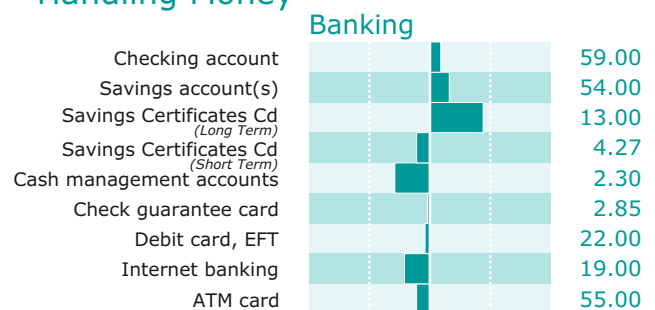 Handling Money
Banking
Checking account 59.00
Savings account(s) 54.00
Savings Certificates Cd 13.00
(Long Term)
Savings Certificates Cd 4.27
(Short Term)
Cash management accounts 2.30
Check guarantee card 2.85
Debit card, EFT 22.00
Internet banking 19.00
ATM card 55.00